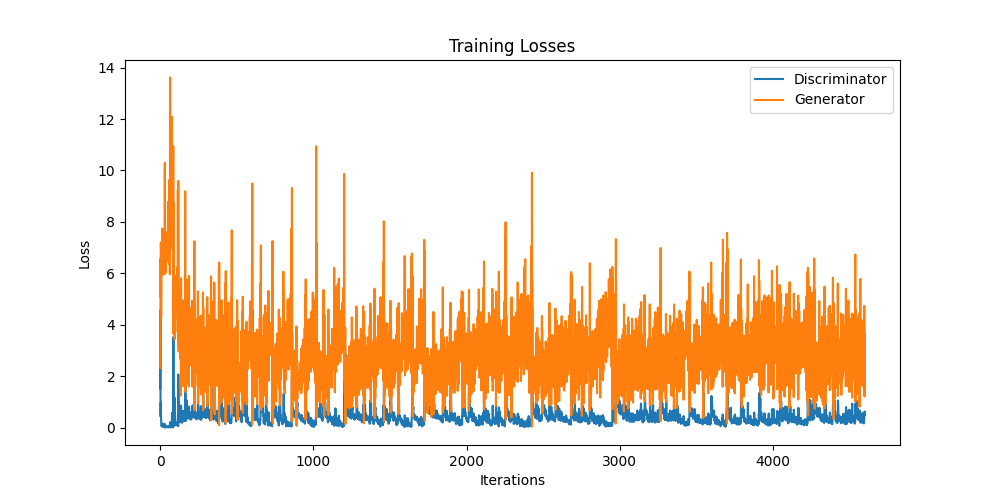 Training Losses
Discriminator
Generator
Loss
14
12
10
8
6
4
2
0
0 1000 2000 3000 4000
Iterations